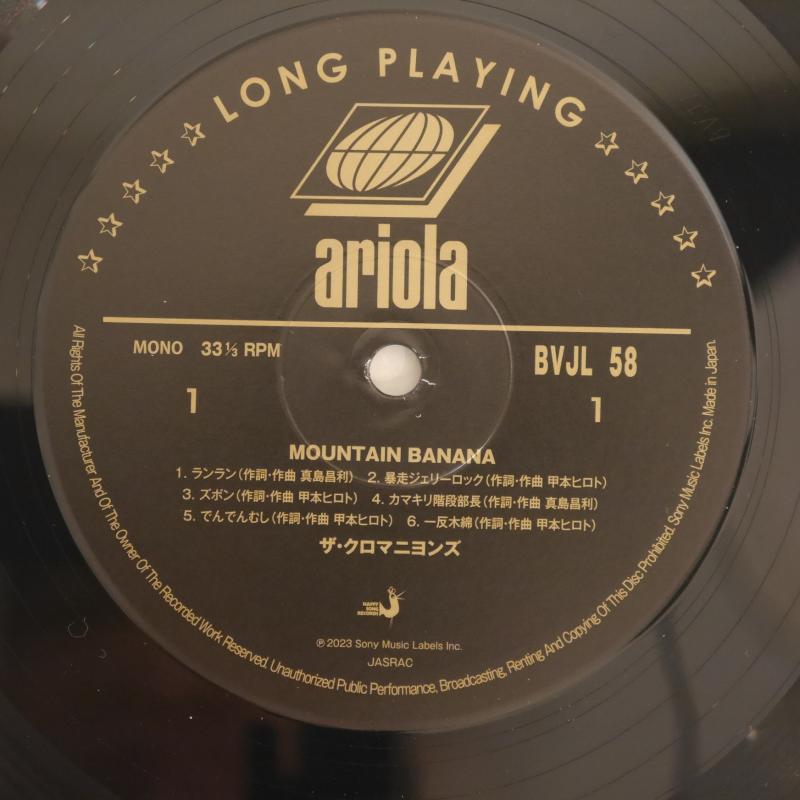 LONG PLAYING
ariola
MONO 33 1/3 RPM
BVJL 58
1
1
MOUNTAIN BANANA
1. ランラン(作詞・作曲 真島昌利) 2. 暴走ジェリーロック(作詞・作曲 甲本ヒロト)
3. ズボン(作詞・作曲 甲本ヒロト) 4. カマキリ階段部長(作詞・作曲 真島昌利)
5. でんでんむし(作詞・作曲 甲本ヒロト) 6. 一反木綿(作詞・作曲 甲本ヒロト)
ザ・クロマニヨンズ
HAPPY
SONG
RECORDS
℗2023 Sony Music Labels Inc.
JASRAC
All Rights Of The Manufacturer And Of The Owner Of The Recorded Work Reserved. Unauthorized Public Performance, Broadcasting, Renting And Copying Of This Disc Prohibited. Sony Music Labels Inc. Made in Japan.